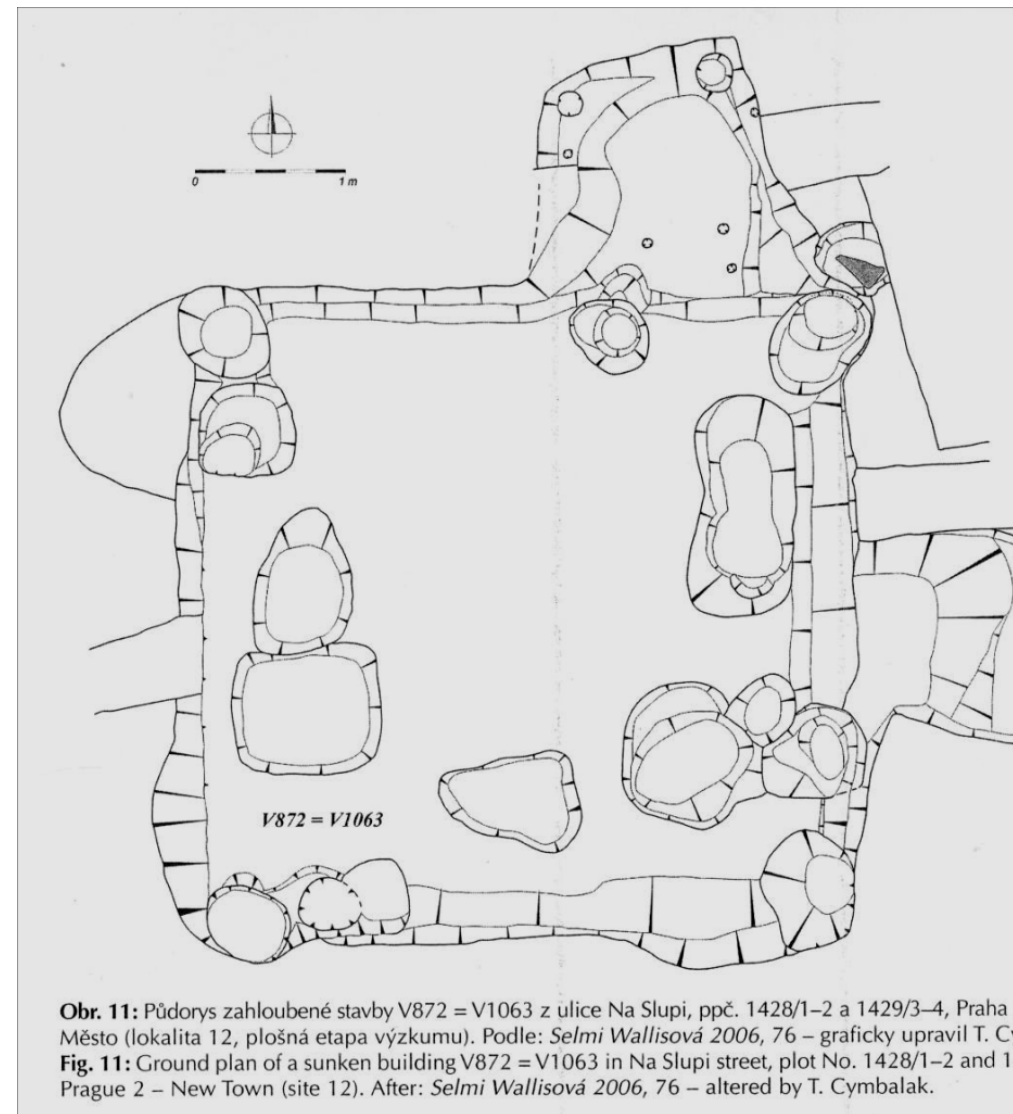 0 1 m
V872 = V1063
Obr. 11: Půdorys zahloubené stavby V872 = V1063 z ulice Na Slupi, ppč. 1428/1–2 a 1429/3–4, Praha
Město (lokalita 12, plošná etapa výzkumu). Podle: Selmi Wallisová 2006, 76 – graficky upravil T. Cy
Fig. 11: Ground plan of a sunken building V872 = V1063 in Na Slupi street, plot No. 1428/1–2 and 1
Prague 2 – New Town (site 12). After: Selmi Wallisová 2006, 76 – altered by T. Cymbalak.